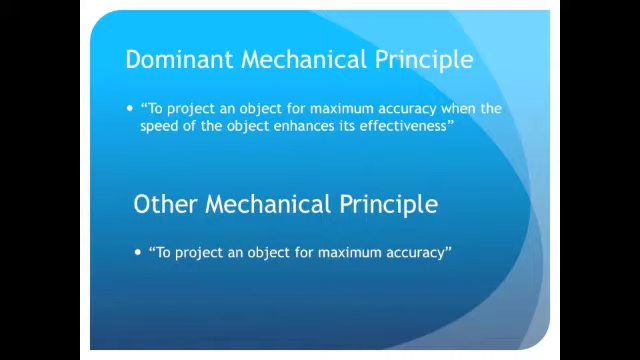 Dominant Mechanical Principle
• “To project an object for maximum accuracy when the
speed of the object enhances its effectiveness”
Other Mechanical Principle
• “To project an object for maximum accuracy”